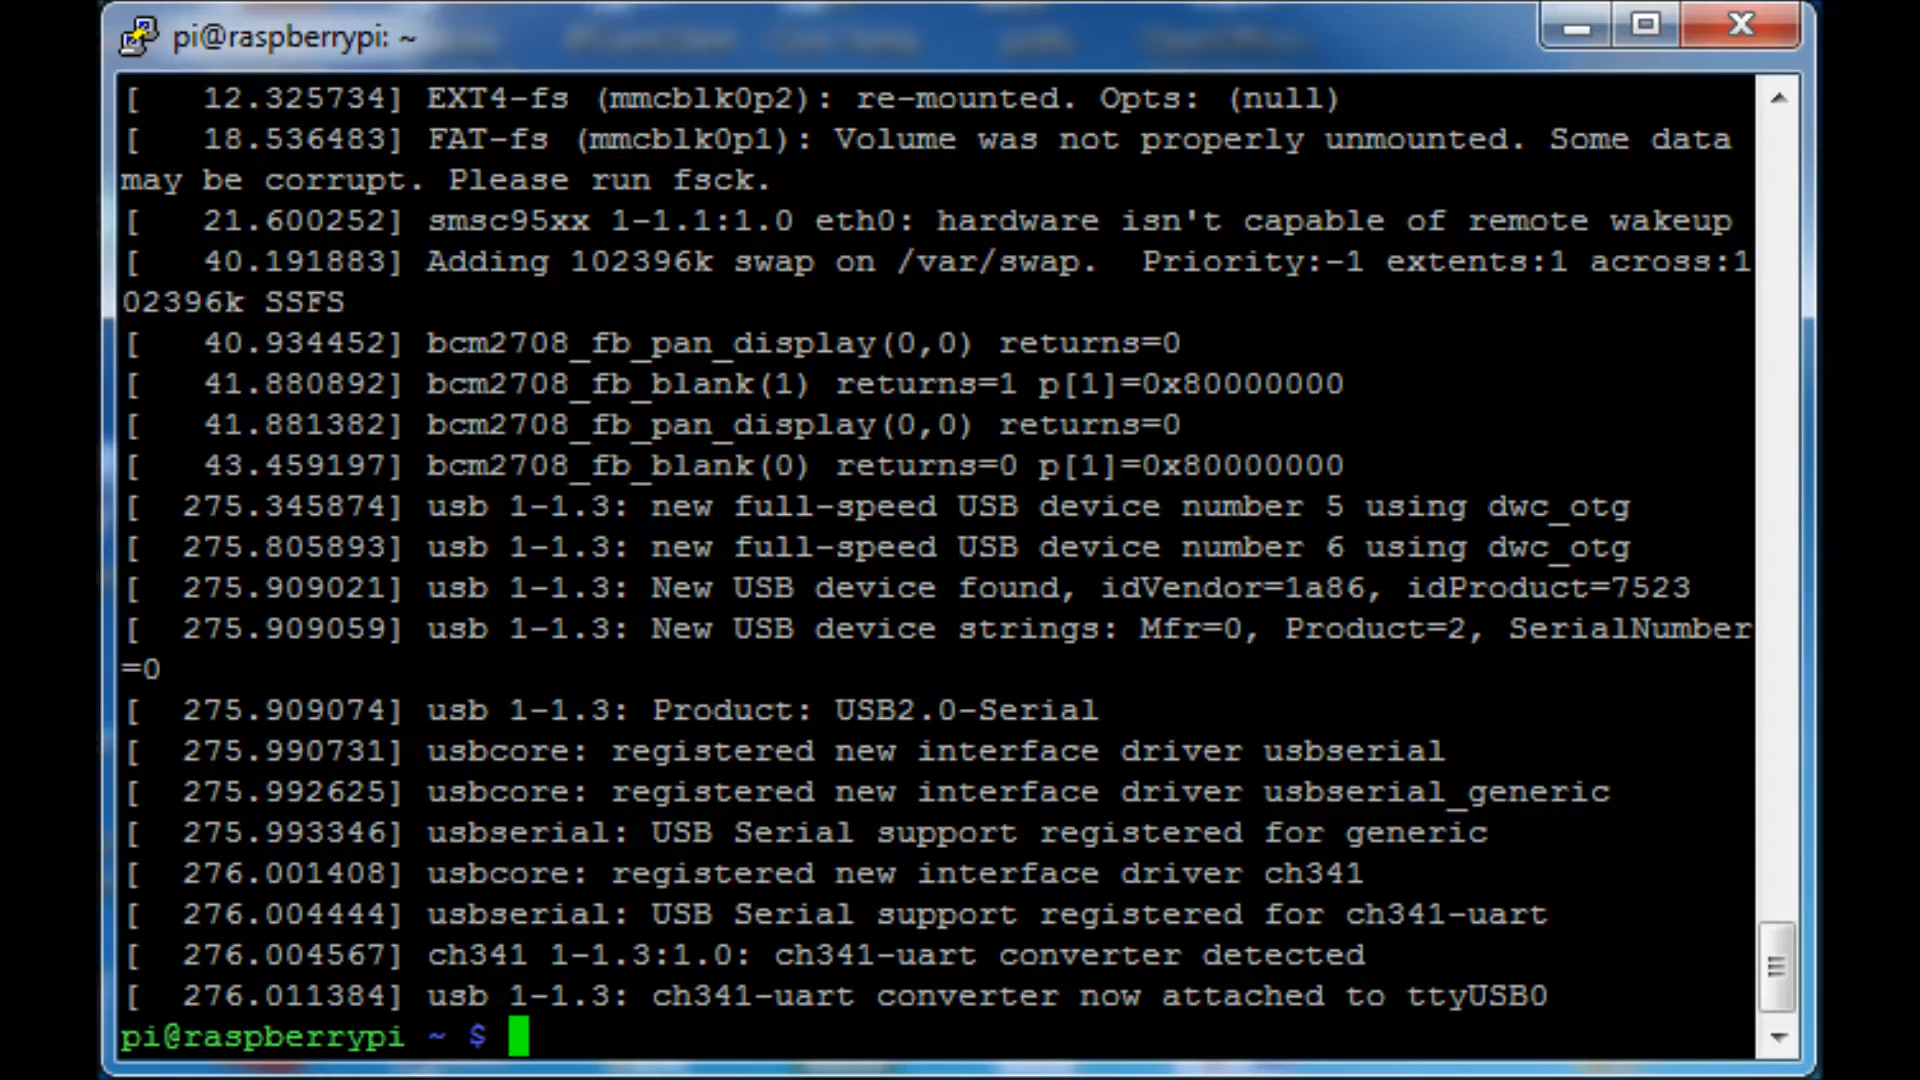 pi@raspberrypi: ~
[   12.325734] EXT4-fs (mmcblk0p2): re-mounted. Opts: (null)
[   18.536483] FAT-fs (mmcblk0p1): Volume was not properly unmounted. Some data
may be corrupt. Please run fsck.
[   21.600252] smsc95xx 1-1.1:1.0 eth0: hardware isn't capable of remote wakeup
[   40.191883] Adding 102396k swap on /var/swap.  Priority:-1 extents:1 across:1
02396k SSFS
[   40.934452] bcm2708_fb_pan_display(0,0) returns=0
[   41.880892] bcm2708_fb_blank(1) returns=1 p[1]=0x80000000
[   41.881382] bcm2708_fb_pan_display(0,0) returns=0
[   43.459197] bcm2708_fb_blank(0) returns=0 p[1]=0x80000000
[  275.345874] usb 1-1.3: new full-speed USB device number 5 using dwc_otg
[  275.805893] usb 1-1.3: new full-speed USB device number 6 using dwc_otg
[  275.909021] usb 1-1.3: New USB device found, idVendor=1a86, idProduct=7523
[  275.909059] usb 1-1.3: New USB device strings: Mfr=0, Product=2, SerialNumber
=0
[  275.909074] usb 1-1.3: Product: USB2.0-Serial
[  275.990731] usbcore: registered new interface driver usbserial
[  275.992625] usbcore: registered new interface driver usbserial_generic
[  275.993346] usbserial: USB Serial support registered for generic
[  276.001408] usbcore: registered new interface driver ch341
[  276.004444] usbserial: USB Serial support registered for ch341-uart
[  276.004567] ch341 1-1.3:1.0: ch341-uart converter detected
[  276.011384] usb 1-1.3: ch341-uart converter now attached to ttyUSB0
pi@raspberrypi ~ $